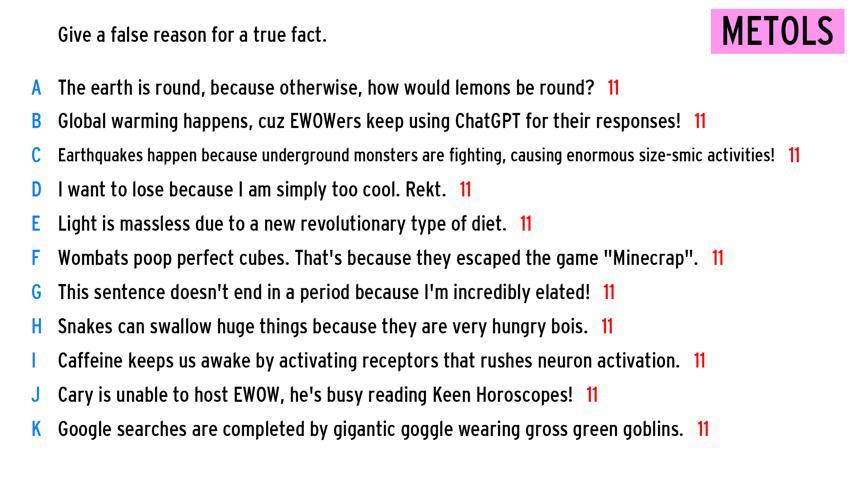 Give a false reason for a true fact.
METOLS
A The earth is round, because otherwise, how would lemons be round? 11
B Global warming happens, cuz EWOWers keep using ChatGPT for their responses! 11
C Earthquakes happen because underground monsters are fighting, causing enormous size-smic activities! 11
D I want to lose because I am simply too cool. Rekt. 11
E Light is massless due to a new revolutionary type of diet. 11
F Wombats poop perfect cubes. That's because they escaped the game "Minecrap". 11
G This sentence doesn't end in a period because I'm incredibly elated! 11
H Snakes can swallow huge things because they are very hungry bois. 11
I Caffeine keeps us awake by activating receptors that rushes neuron activation. 11
J Cary is unable to host EWOW, he's busy reading Keen Horoscopes! 11
K Google searches are completed by gigantic goggle wearing gross green goblins. 11